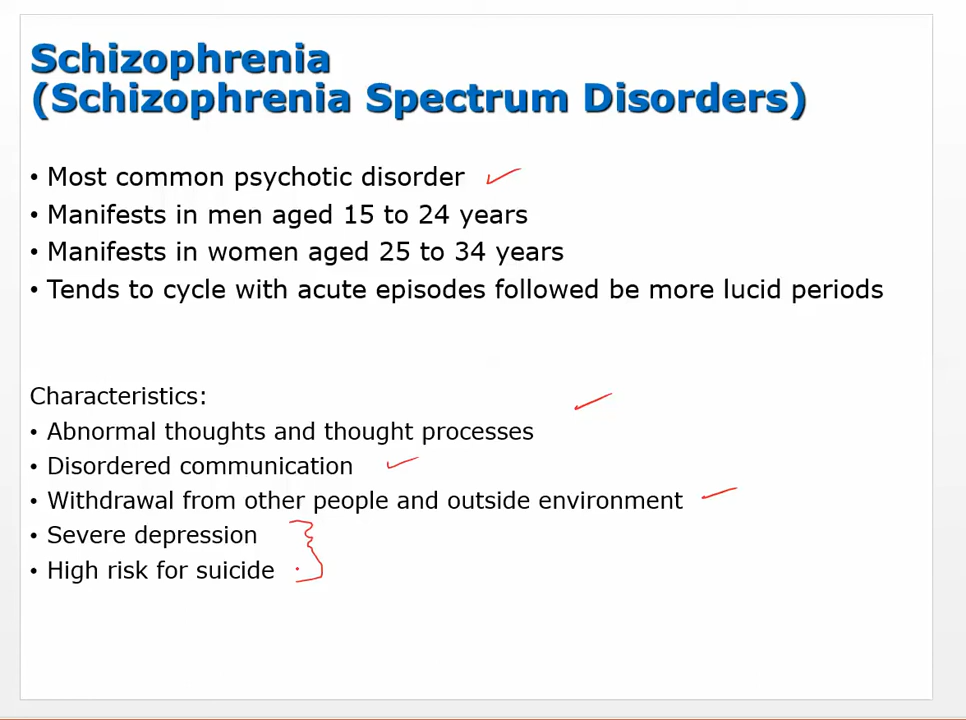 Schizophrenia
(Schizophrenia Spectrum Disorders)
• Most common psychotic disorder
• Manifests in men aged 15 to 24 years
• Manifests in women aged 25 to 34 years
• Tends to cycle with acute episodes followed be more lucid periods
Characteristics:
• Abnormal thoughts and thought processes
• Disordered communication
• Withdrawal from other people and outside environment
• Severe depression
• High risk for suicide